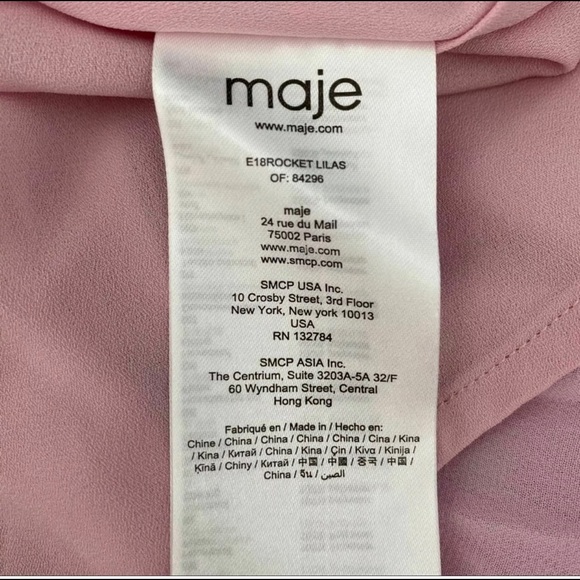 maje
www.maje.com
E18ROCKET LILAS
OF: 84296
maje
24 rue du Mail
75002 Paris
www.maje.com
www.smcp.com
SMCP USA Inc.
10 Crosby Street, 3rd Floor
New York, New york 10013
USA
RN 132784
SMCP ASIA Inc.
The Centrium, Suite 3203A-5A 32/F
60 Wyndham Street, Central
Hong Kong
Fabriqué en / Made in / Hecho en:
Chine / China / China / China / China / Cina / Kina
/ Kina / Китай / China / Kina / Çin / Κίνα / Kinija /
Ķīnā / Chiny / Китай / 中国 / 中國 / 중국 / 中国 /
China / จีน / الصين /